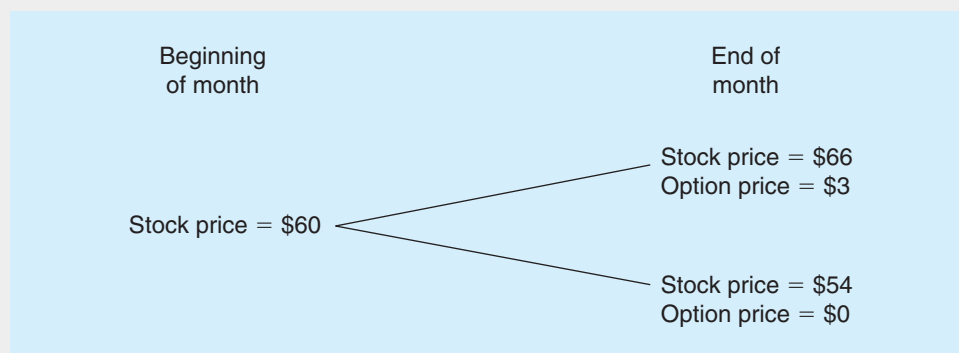 Beginning
of month
End of
month
Stock price = $66
Option price = $3
Stock price = $60
Stock price = $54
Option price = $0